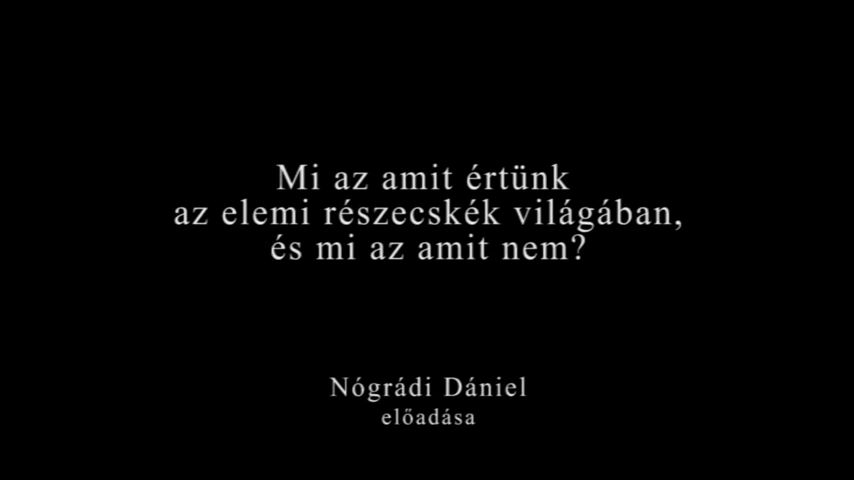 Mi az amit értünk
az elemi részecskék világában,
és mi az amit nem?
Nógrádi Dániel
előadása